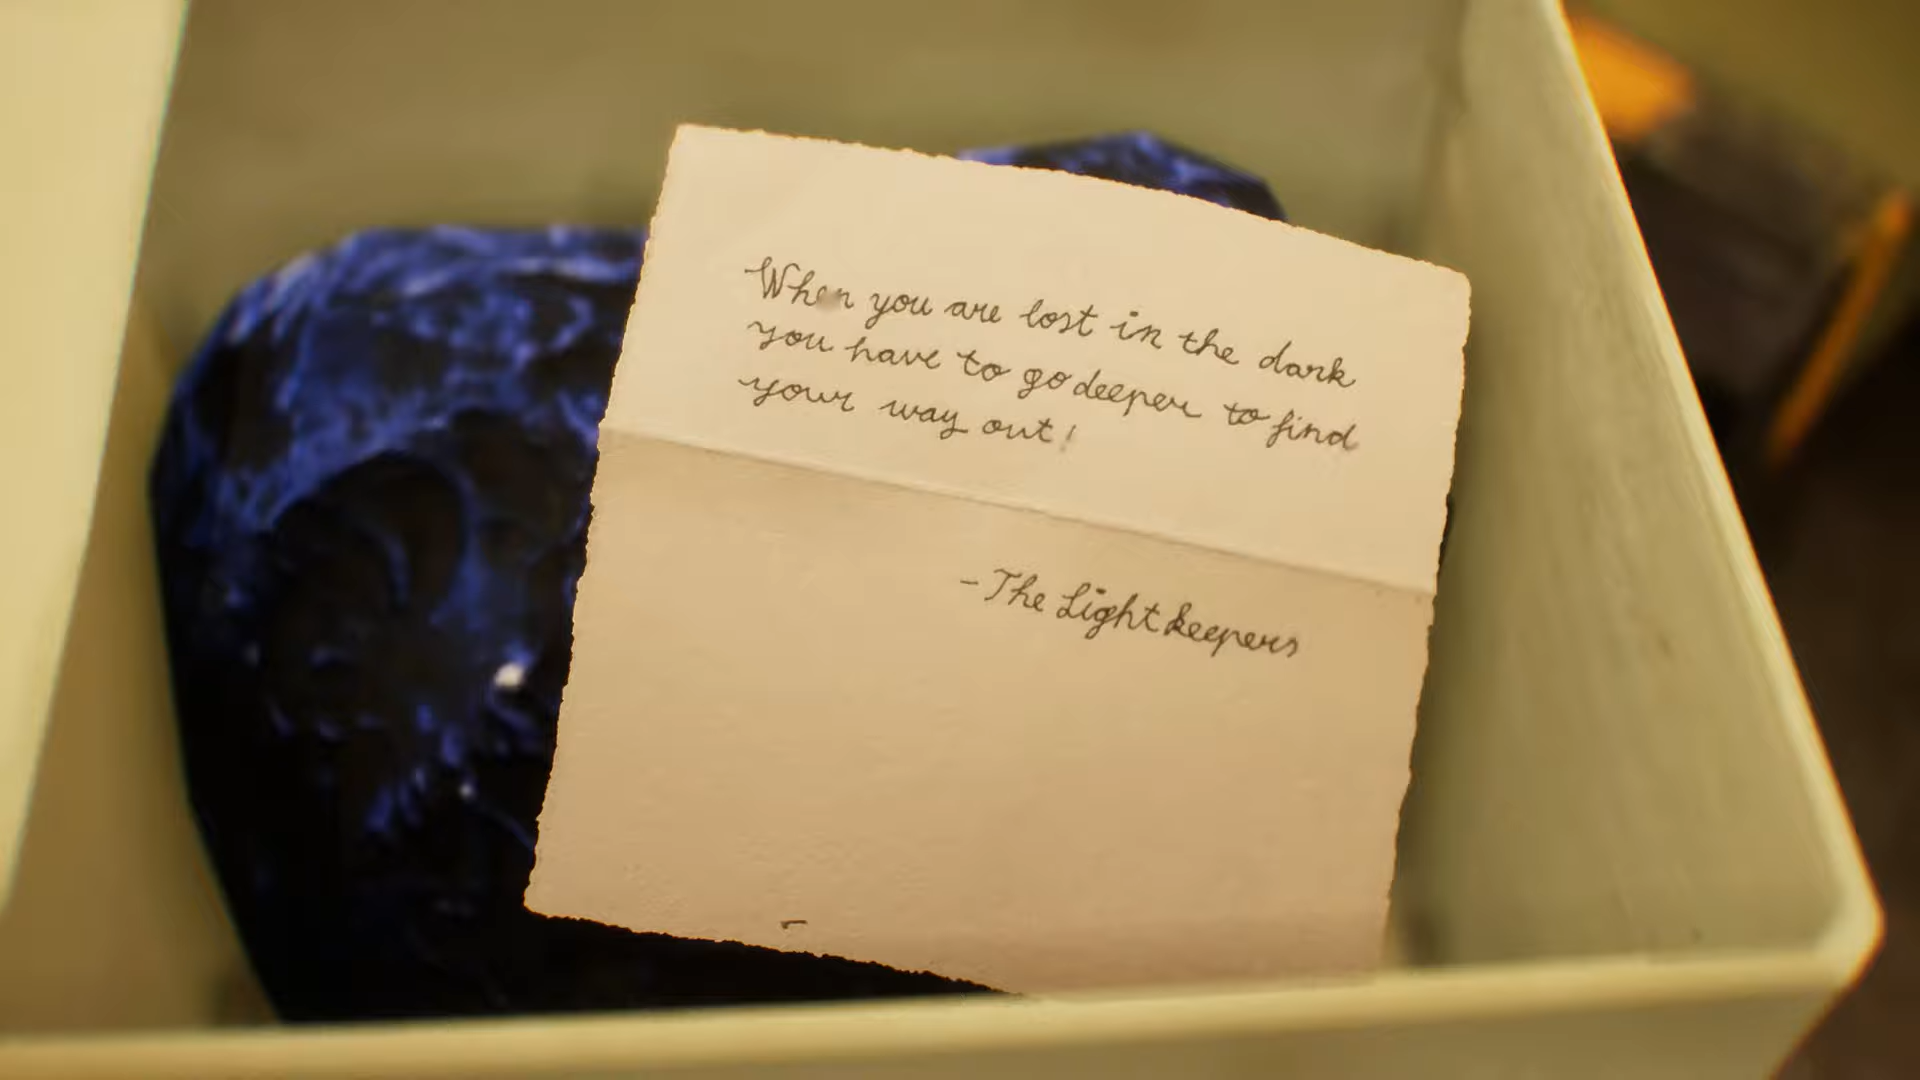 When you are lost in the dark
you have to go deeper to find
your way out!
-The Lightkeepers